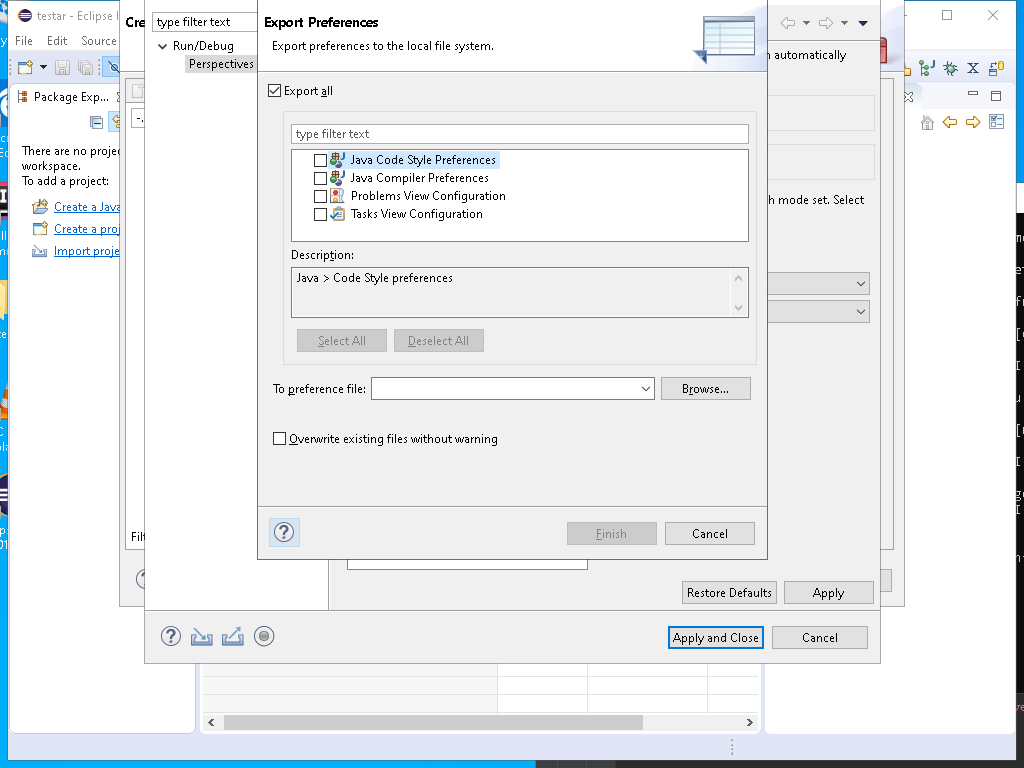 testar - Eclipse I
File Edit Source
Package Exp...
There are no proje
workspace.
To add a project:
Create a Java
Create a proj
Import proje
Cre
type filter text
Run/Debug
Perspectives
Export Preferences
Export preferences to the local file system.
Export all
type filter text
Java Code Style Preferences
Java Compiler Preferences
Problems View Configuration
Tasks View Configuration
Description:
Java > Code Style preferences
Select All
Deselect All
To preference file:
Browse...
Overwrite existing files without warning
Finish
Cancel
automatically
h mode set. Select
Filt
Restore Defaults
Apply
Apply and Close
Cancel